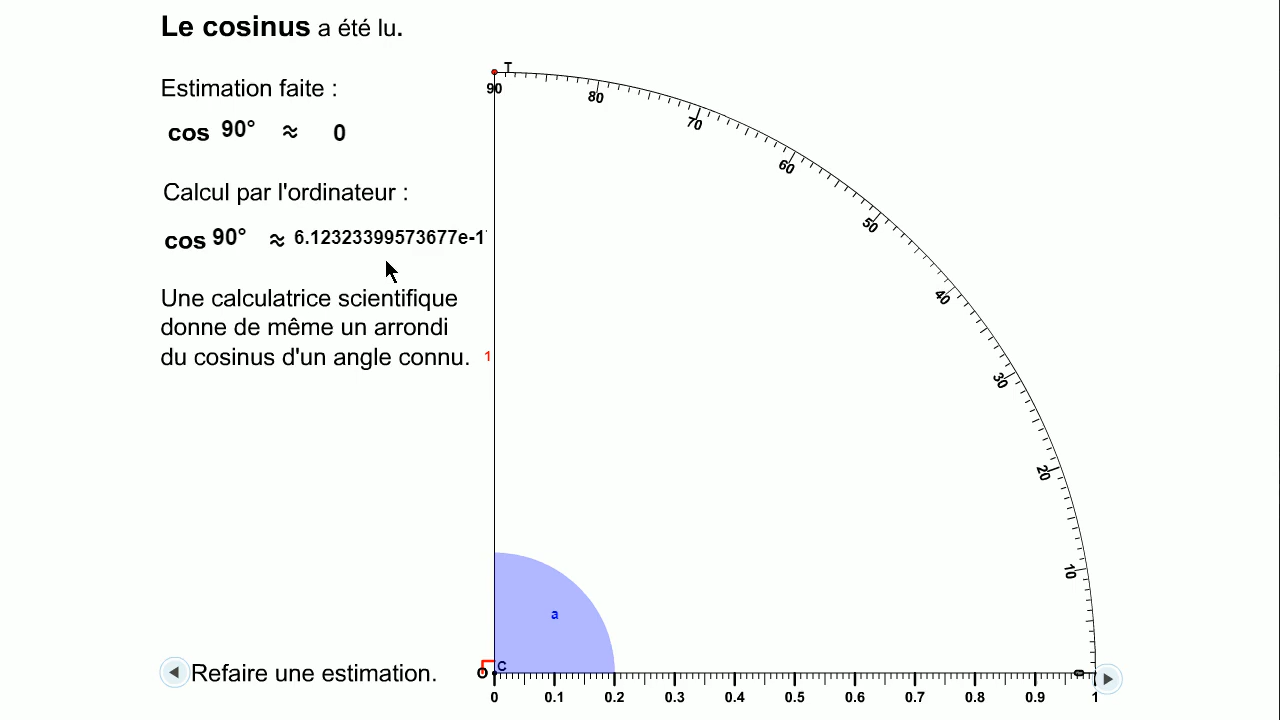 Le cosinus a été lu.
Estimation faite :
cos 90° ≈ 0
Calcul par l'ordinateur :
cos 90° ≈ 6.12323399573677e-1
Une calculatrice scientifique
donne de même un arrondi
du cosinus d'un angle connu.
Refaire une estimation.
T
90
80
70
60
50
40
30
20
10
0
1
a
O
C
0 0.1 0.2 0.3 0.4 0.5 0.6 0.7 0.8 0.9 1